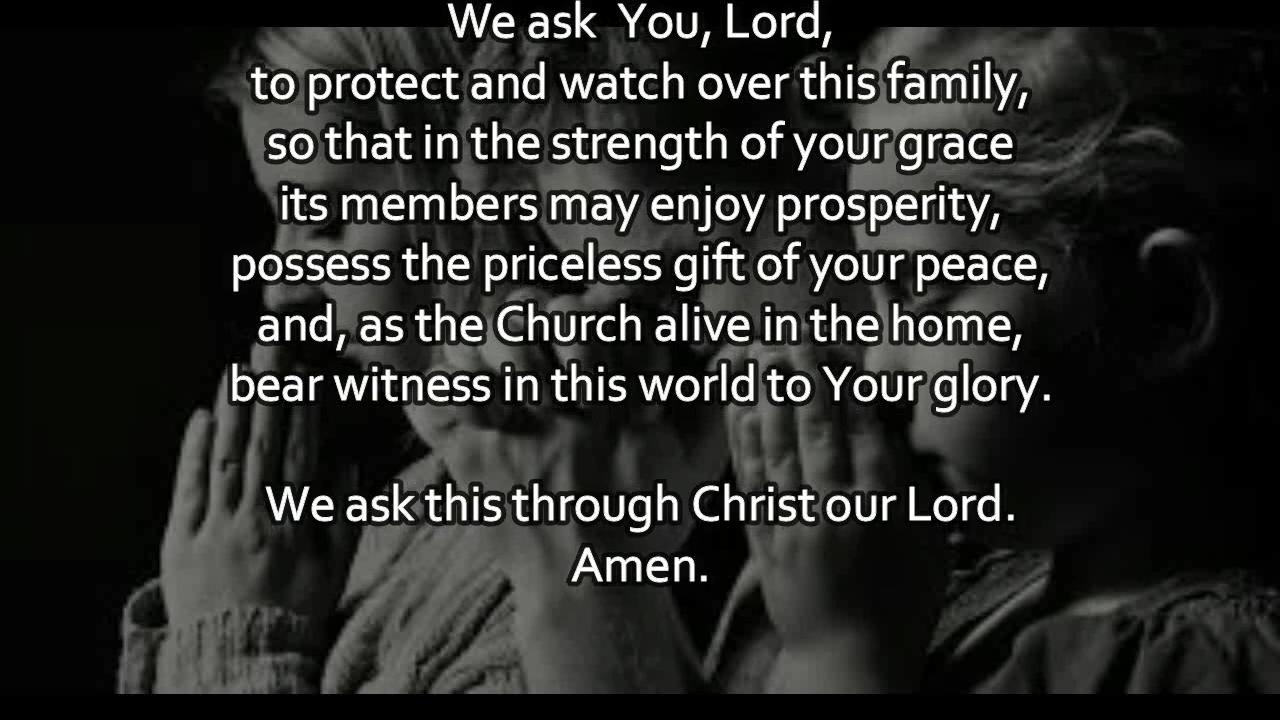 We ask  You, Lord,
to protect and watch over this family,
so that in the strength of your grace
its members may enjoy prosperity,
possess the priceless gift of your peace,
and, as the Church alive in the home,
bear witness in this world to Your glory.
We ask this through Christ our Lord.
Amen.